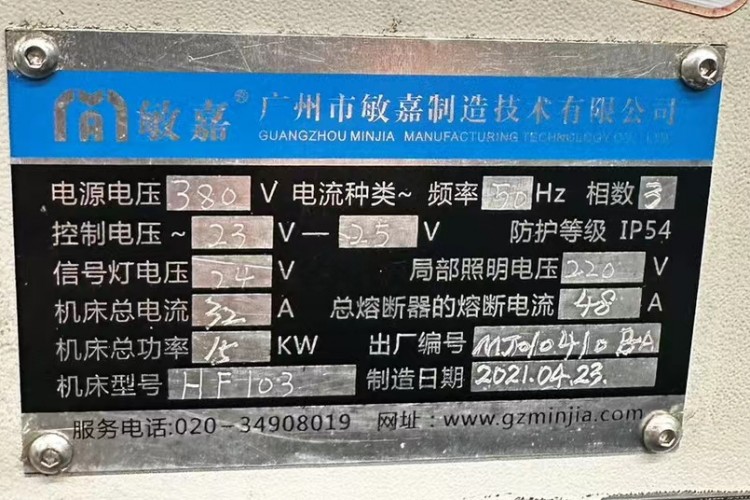 敏嘉® 广州市敏嘉制造技术有限公司
GUANGZHOU MINJIA MANUFACTURING TECHNOLOGY CO., LTD.
电源电压 380 V 电流种类~ 频率 50 Hz 相数 3
控制电压~ 23 V — 25 V 防护等级 IP54
信号灯电压 24 V 局部照明电压 220 V
机床总电流 32 A 总熔断器的熔断电流 48 A
机床总功率 15 KW 出厂编号
机床型号 HF103 制造日期 2021.04.23.
服务电话:020-34908019 网址:www.gzminjia.com